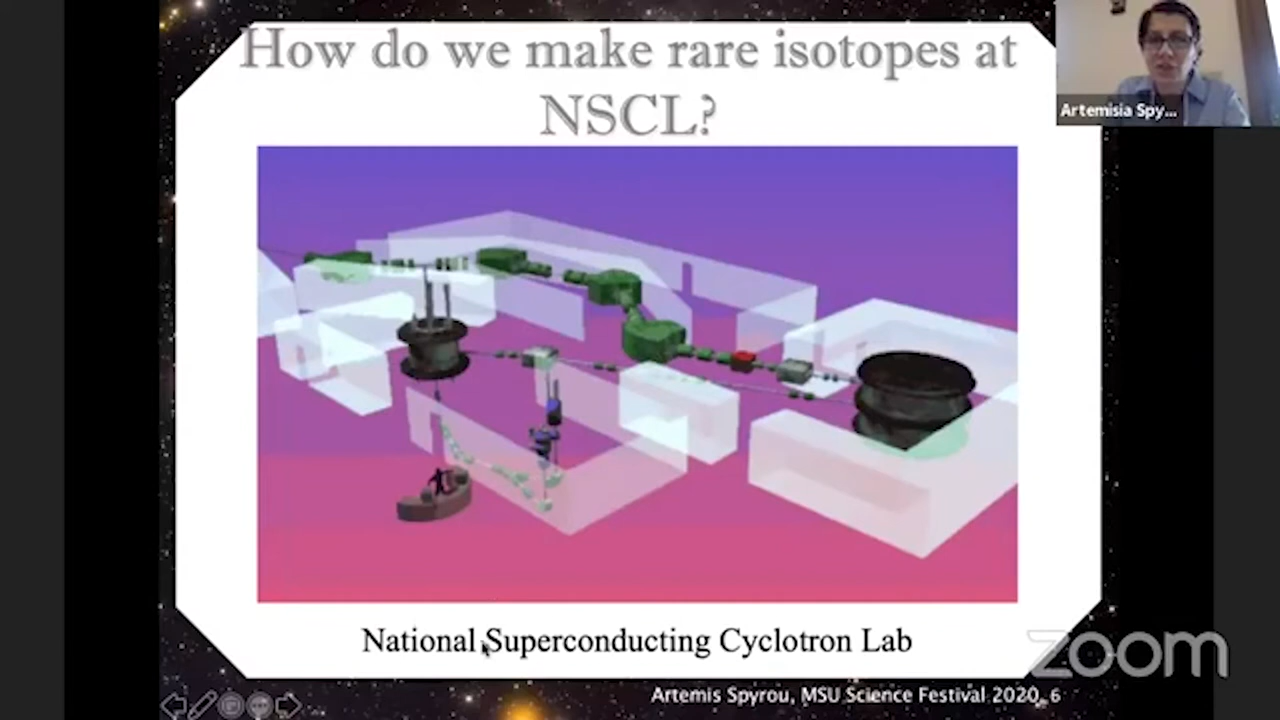 How do we make rare isotopes at
NSCL?
Artemisia Spy...
National Superconducting Cyclotron Lab
zoom
Artemis Spyrou, MSU Science Festival 2020, 6